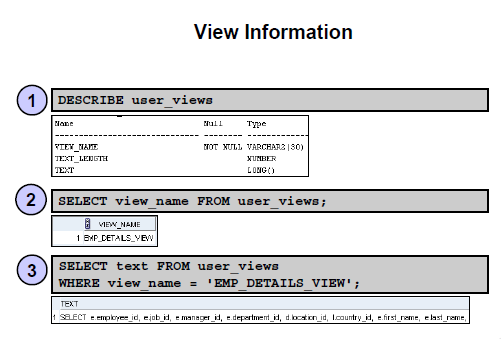 View Information
1
DESCRIBE user_views
Name Null Type
------------------------------ -------- ------------
VIEW_NAME NOT NULL VARCHAR2(30)
TEXT_LENGTH NUMBER
TEXT LONG()
2
SELECT view_name FROM user_views;
VIEW_NAME
1 EMP_DETAILS_VIEW
3
SELECT text FROM user_views
WHERE view_name = 'EMP_DETAILS_VIEW';
TEXT
1 SELECT e.employee_id, e.job_id, e.manager_id, e.department_id, d.location_id, l.country_id, e.first_name, e.last_name,